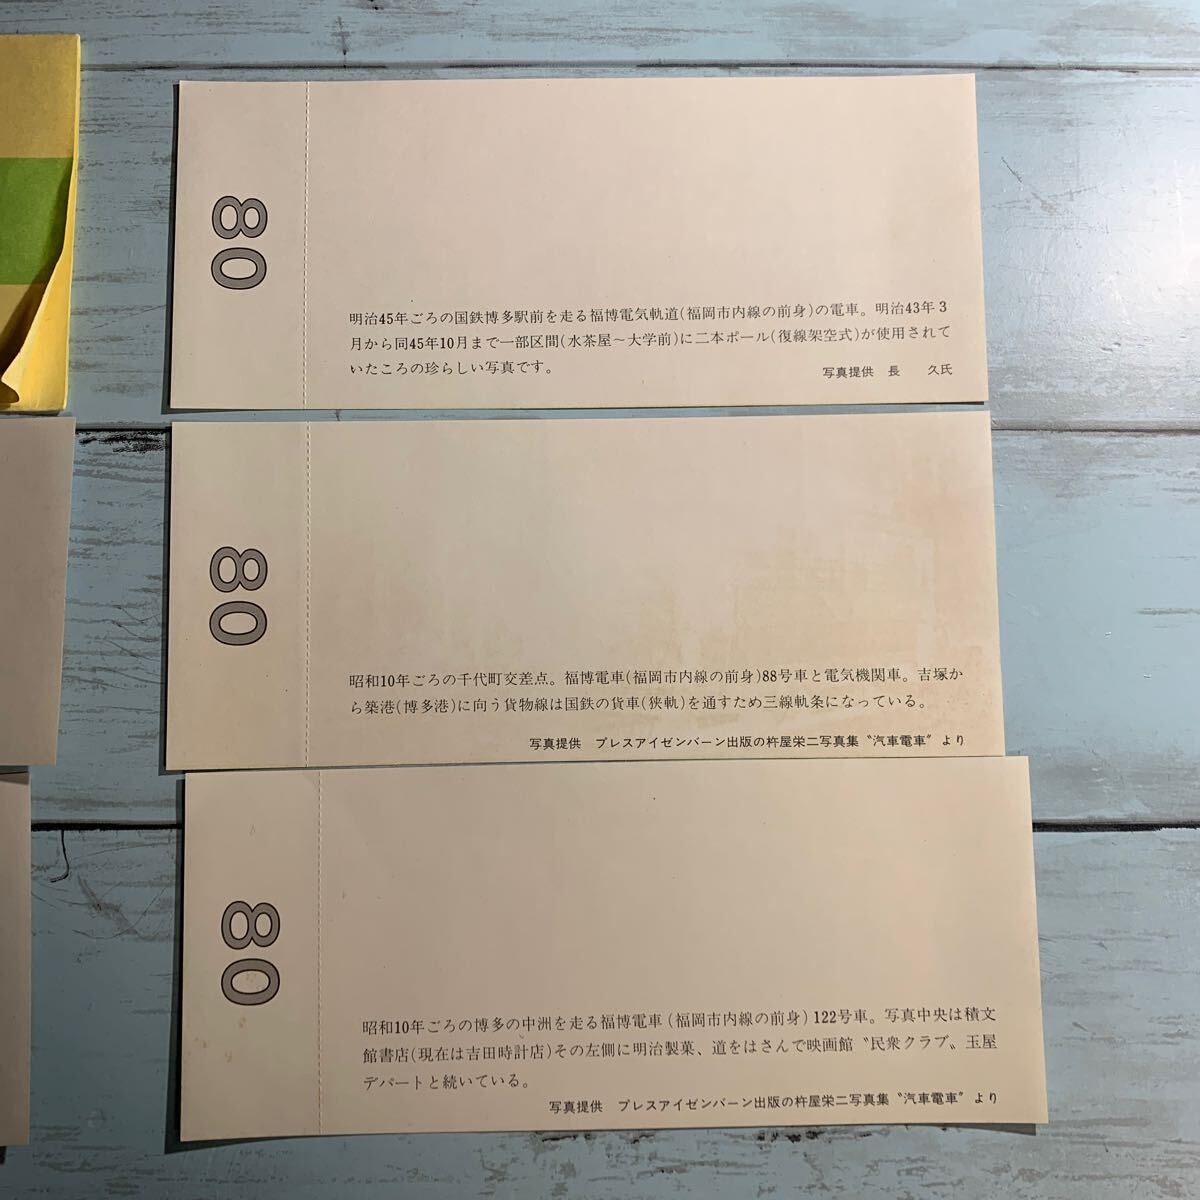 80
明治45年ごろの国鉄博多駅前を走る福博電気軌道(福岡市内線の前身)の電車。明治43年3
月から同45年10月まで一部区間(水茶屋～大学前)に二本ポール(復線架空式)が使用されて
いたころの珍らしい写真です。
写真提供 長 久氏
80
昭和10年ごろの千代町交差点。福博電車(福岡市内線の前身)88号車と電気機関車。吉塚か
ら築港(博多港)に向う貨物線は国鉄の貨車(狭軌)を通すため三線軌条になっている。
写真提供 プレスアイゼンバーン出版の杵屋栄二写真集〝汽車電車〟より
80
昭和10年ごろの博多の中洲を走る福博電車(福岡市内線の前身)122号車。写真中央は積文
館書店(現在は吉田時計店)その左側に明治製菓、道をはさんで映画館〝民衆クラブ〟玉屋
デパートと続いている。
写真提供 プレスアイゼンバーン出版の杵屋栄二写真集〝汽車電車〟より